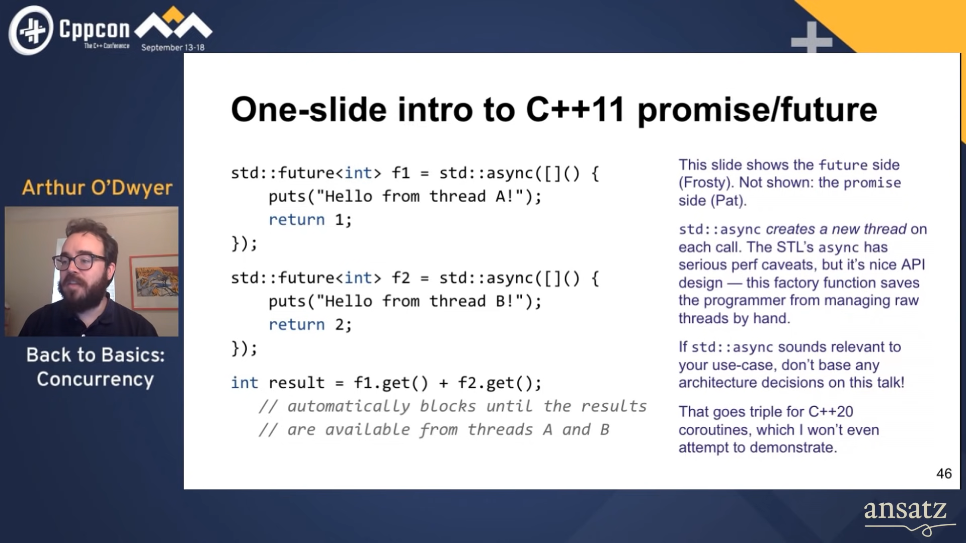 Cppcon
The C++ Conference
September 13-18
One-slide intro to C++11 promise/future
Arthur O'Dwyer
Back to Basics:
Concurrency
std::future<int> f1 = std::async([]() {
puts("Hello from thread A!");
return 1;
});
std::future<int> f2 = std::async([]() {
puts("Hello from thread B!");
return 2;
});
int result = f1.get() + f2.get();
// automatically blocks until the results
// are available from threads A and B
This slide shows the future side
(Frosty). Not shown: the promise
side (Pat).
std::async creates a new thread on
each call. The STL's async has
serious perf caveats, but it's nice API
design — this factory function saves
the programmer from managing raw
threads by hand.
If std::async sounds relevant to
your use-case, don't base any
architecture decisions on this talk!
That goes triple for C++20
coroutines, which I won't even
attempt to demonstrate.
46
ansatz